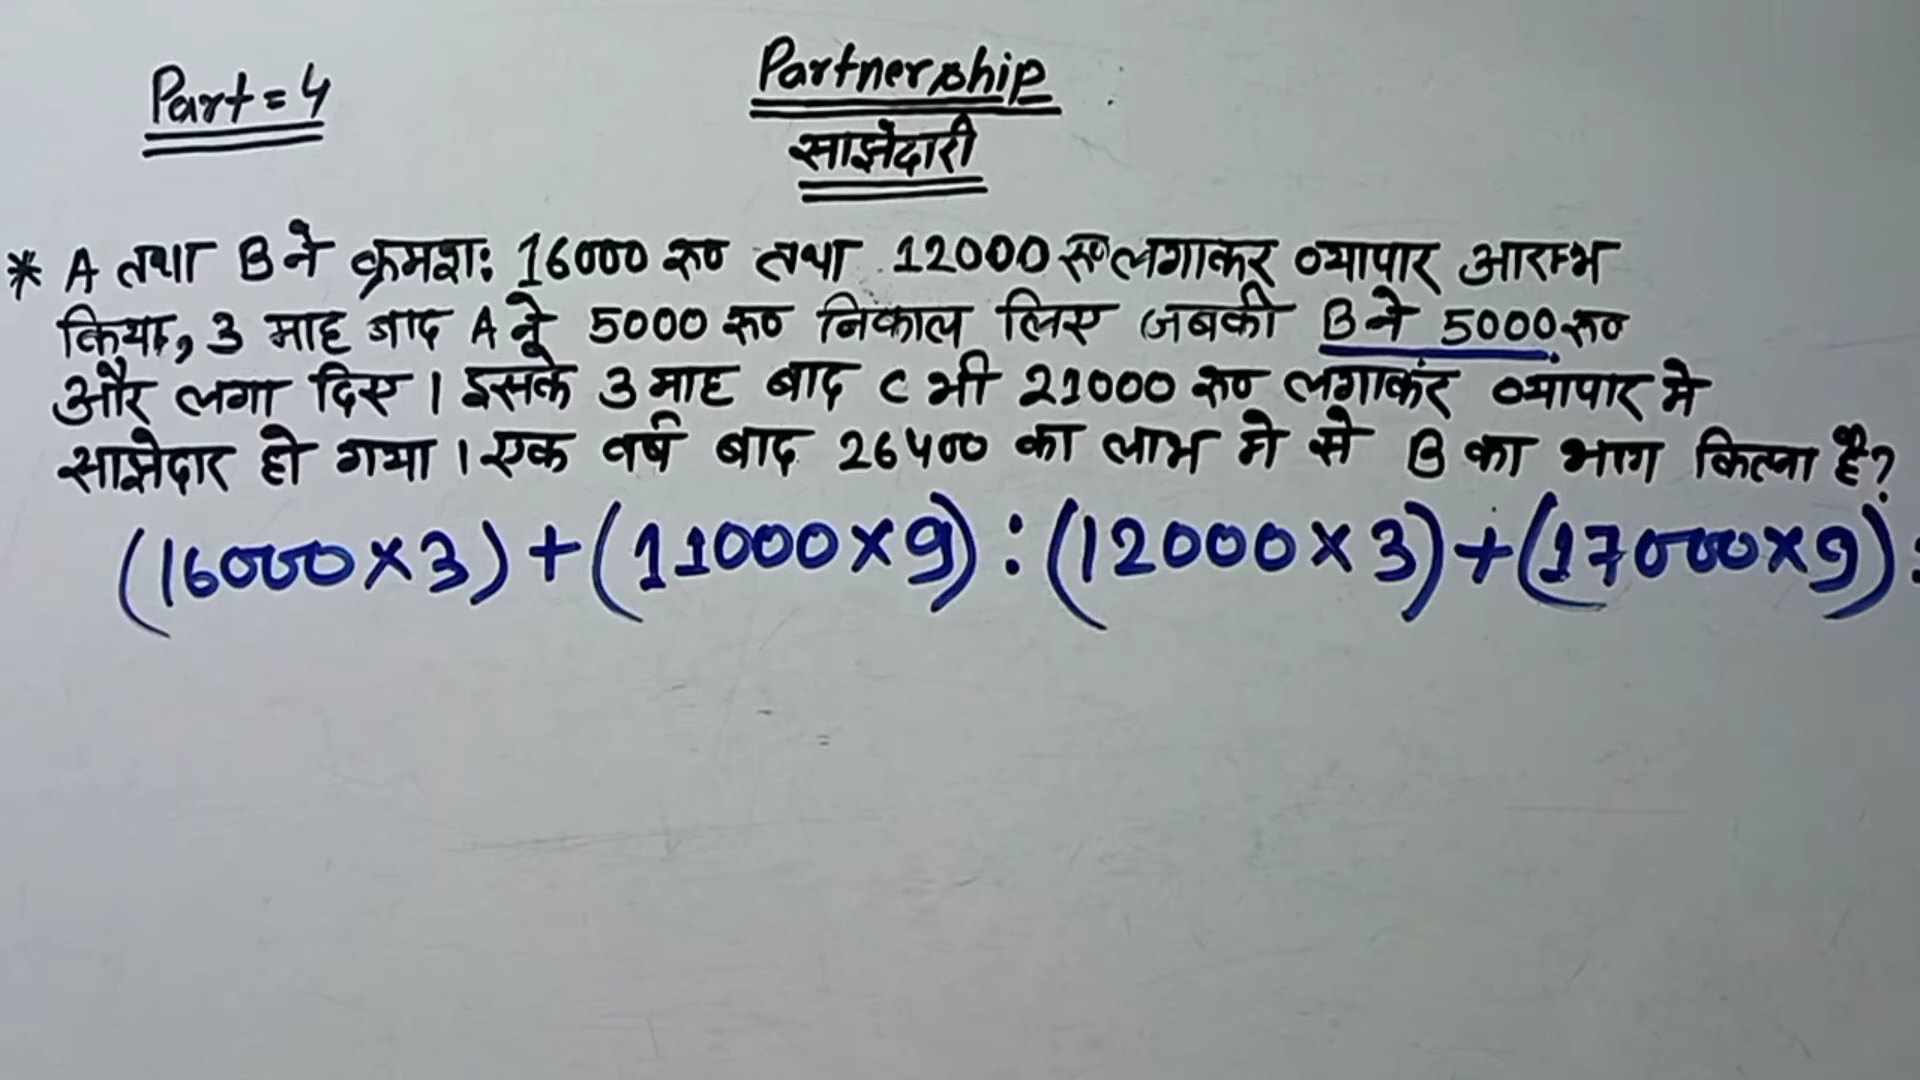 Part = 4
Partnership
साझेदारी
* A तथा B ने क्रमशः 16000 रू० तथा 12000 रू० लगाकर व्यापार आरम्भ
किया, 3 माह बाद A ने 5000 रू० निकाल लिए जबकी B ने 5000 रू०
और लगा दिए । इसके 3 माह बाद C भी 21000 रू० लगाकर व्यापार मे
साझेदार हो गया । एक वर्ष बाद 26400 का लाभ मे से B का भाग कितना है?
(16000×3)+(11000×9):(12000×3)+(17000×9):